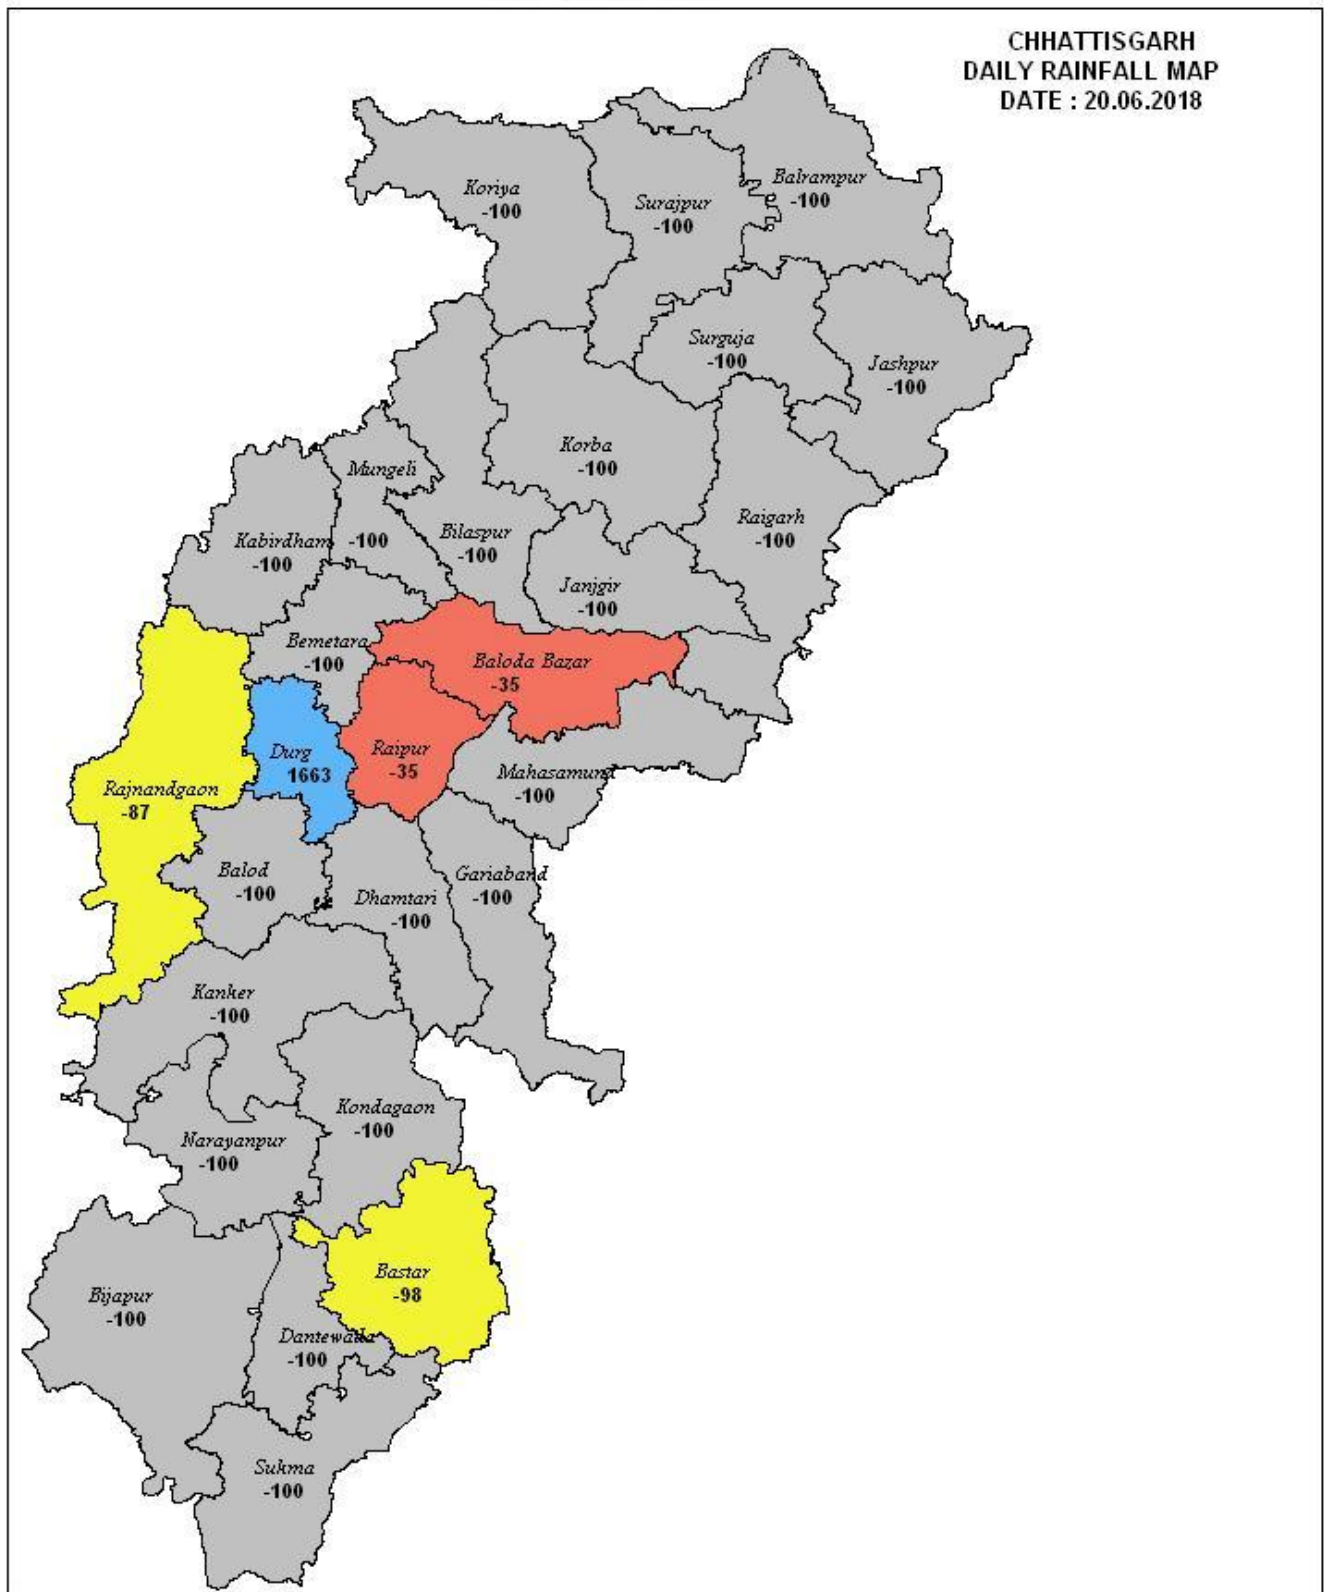 CHHATTISGARH
DAILY RAINFALL MAP
DATE : 20.06.2018
Koriya
-100
Surajpur
-100
Balrampur
-100
Surguja
-100
Jashpur
-100
Korba
-100
Mungeli
-100
Raigarh
-100
Kabirdham
-100
Bilaspur
-100
Janjgir
-100
Bemetara
-100
Baloda Bazar
-35
Durg
1663
Raipur
-35
Rajnandgaon
-87
Mahasamund
-100
Balod
-100
Dhamtari
-100
Gariaband
-100
Kanker
-100
Kondagaon
-100
Narayanpur
-100
Bastar
-98
Bijapur
-100
Dantewada
-100
Sukma
-100